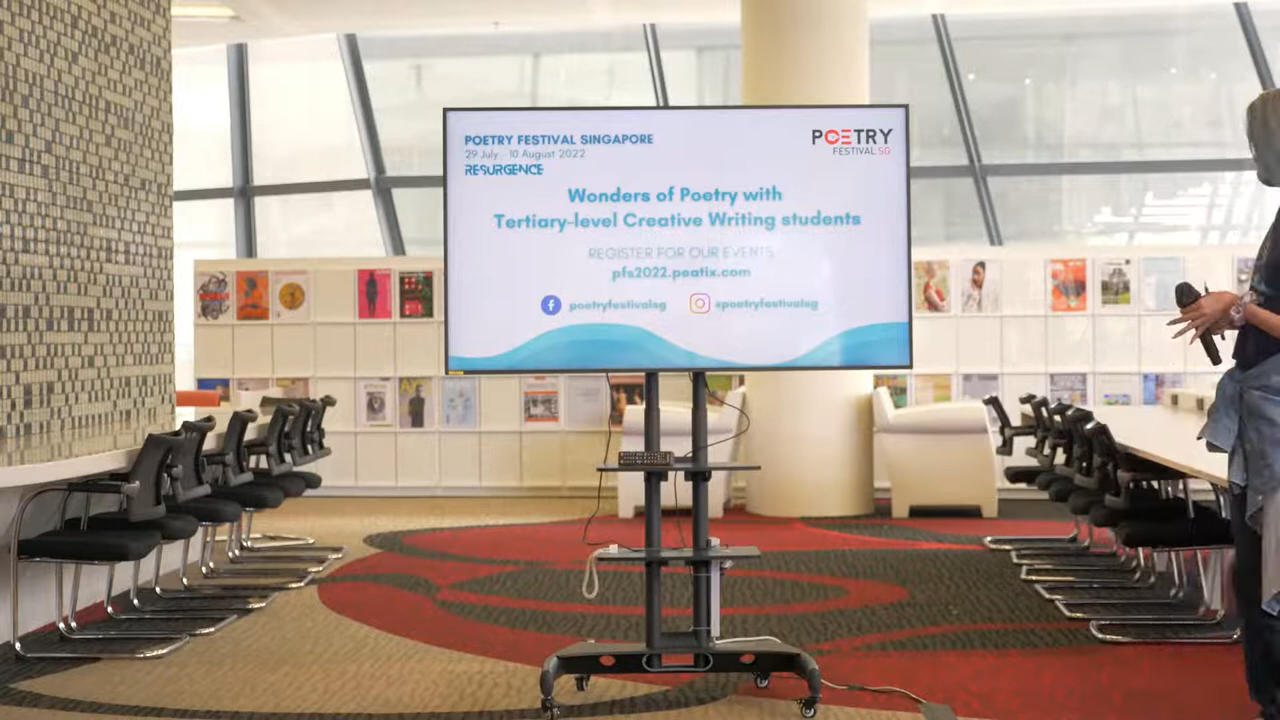 POETRY FESTIVAL SINGAPORE
29 July - 10 August 2022
RESURGENCE
POETRY
FESTIVAL.SG
Wonders of Poetry with
Tertiary-level Creative Writing students
REGISTER FOR OUR EVENTS
pfs2022.peatix.com
poetryfestivalsg
#poetryfestivalsg